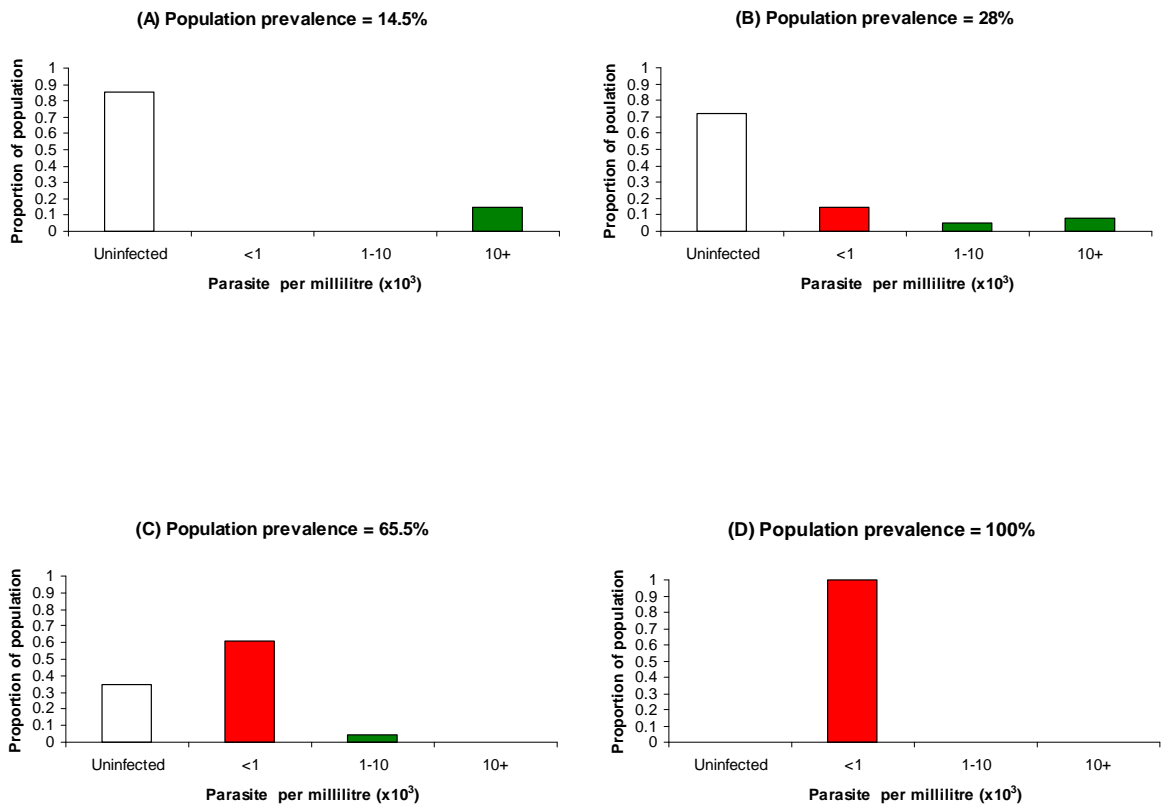 (A) Population prevalence = 14.5%
Proportion of population
1
0.9
0.8
0.7
0.6
0.5
0.4
0.3
0.2
0.1
0
Uninfected <1 1-10 10+
Parasite per millilitre (x10³)
(B) Population prevalence = 28%
Proportion of poulation
1
0.9
0.8
0.7
0.6
0.5
0.4
0.3
0.2
0.1
0
Uninfected <1 1-10 10+
Parasite per millilitre (x10³)
(C) Population prevalence = 65.5%
Proportion of population
1
0.9
0.8
0.7
0.6
0.5
0.4
0.3
0.2
0.1
0
Uninfected <1 1-10 10+
Parasite per millilitre (x10³)
(D) Population prevalence = 100%
Proportion of population
1
0.9
0.8
0.7
0.6
0.5
0.4
0.3
0.2
0.1
0
Uninfected <1 1-10 10+
Parasite per millilitre (x10³)